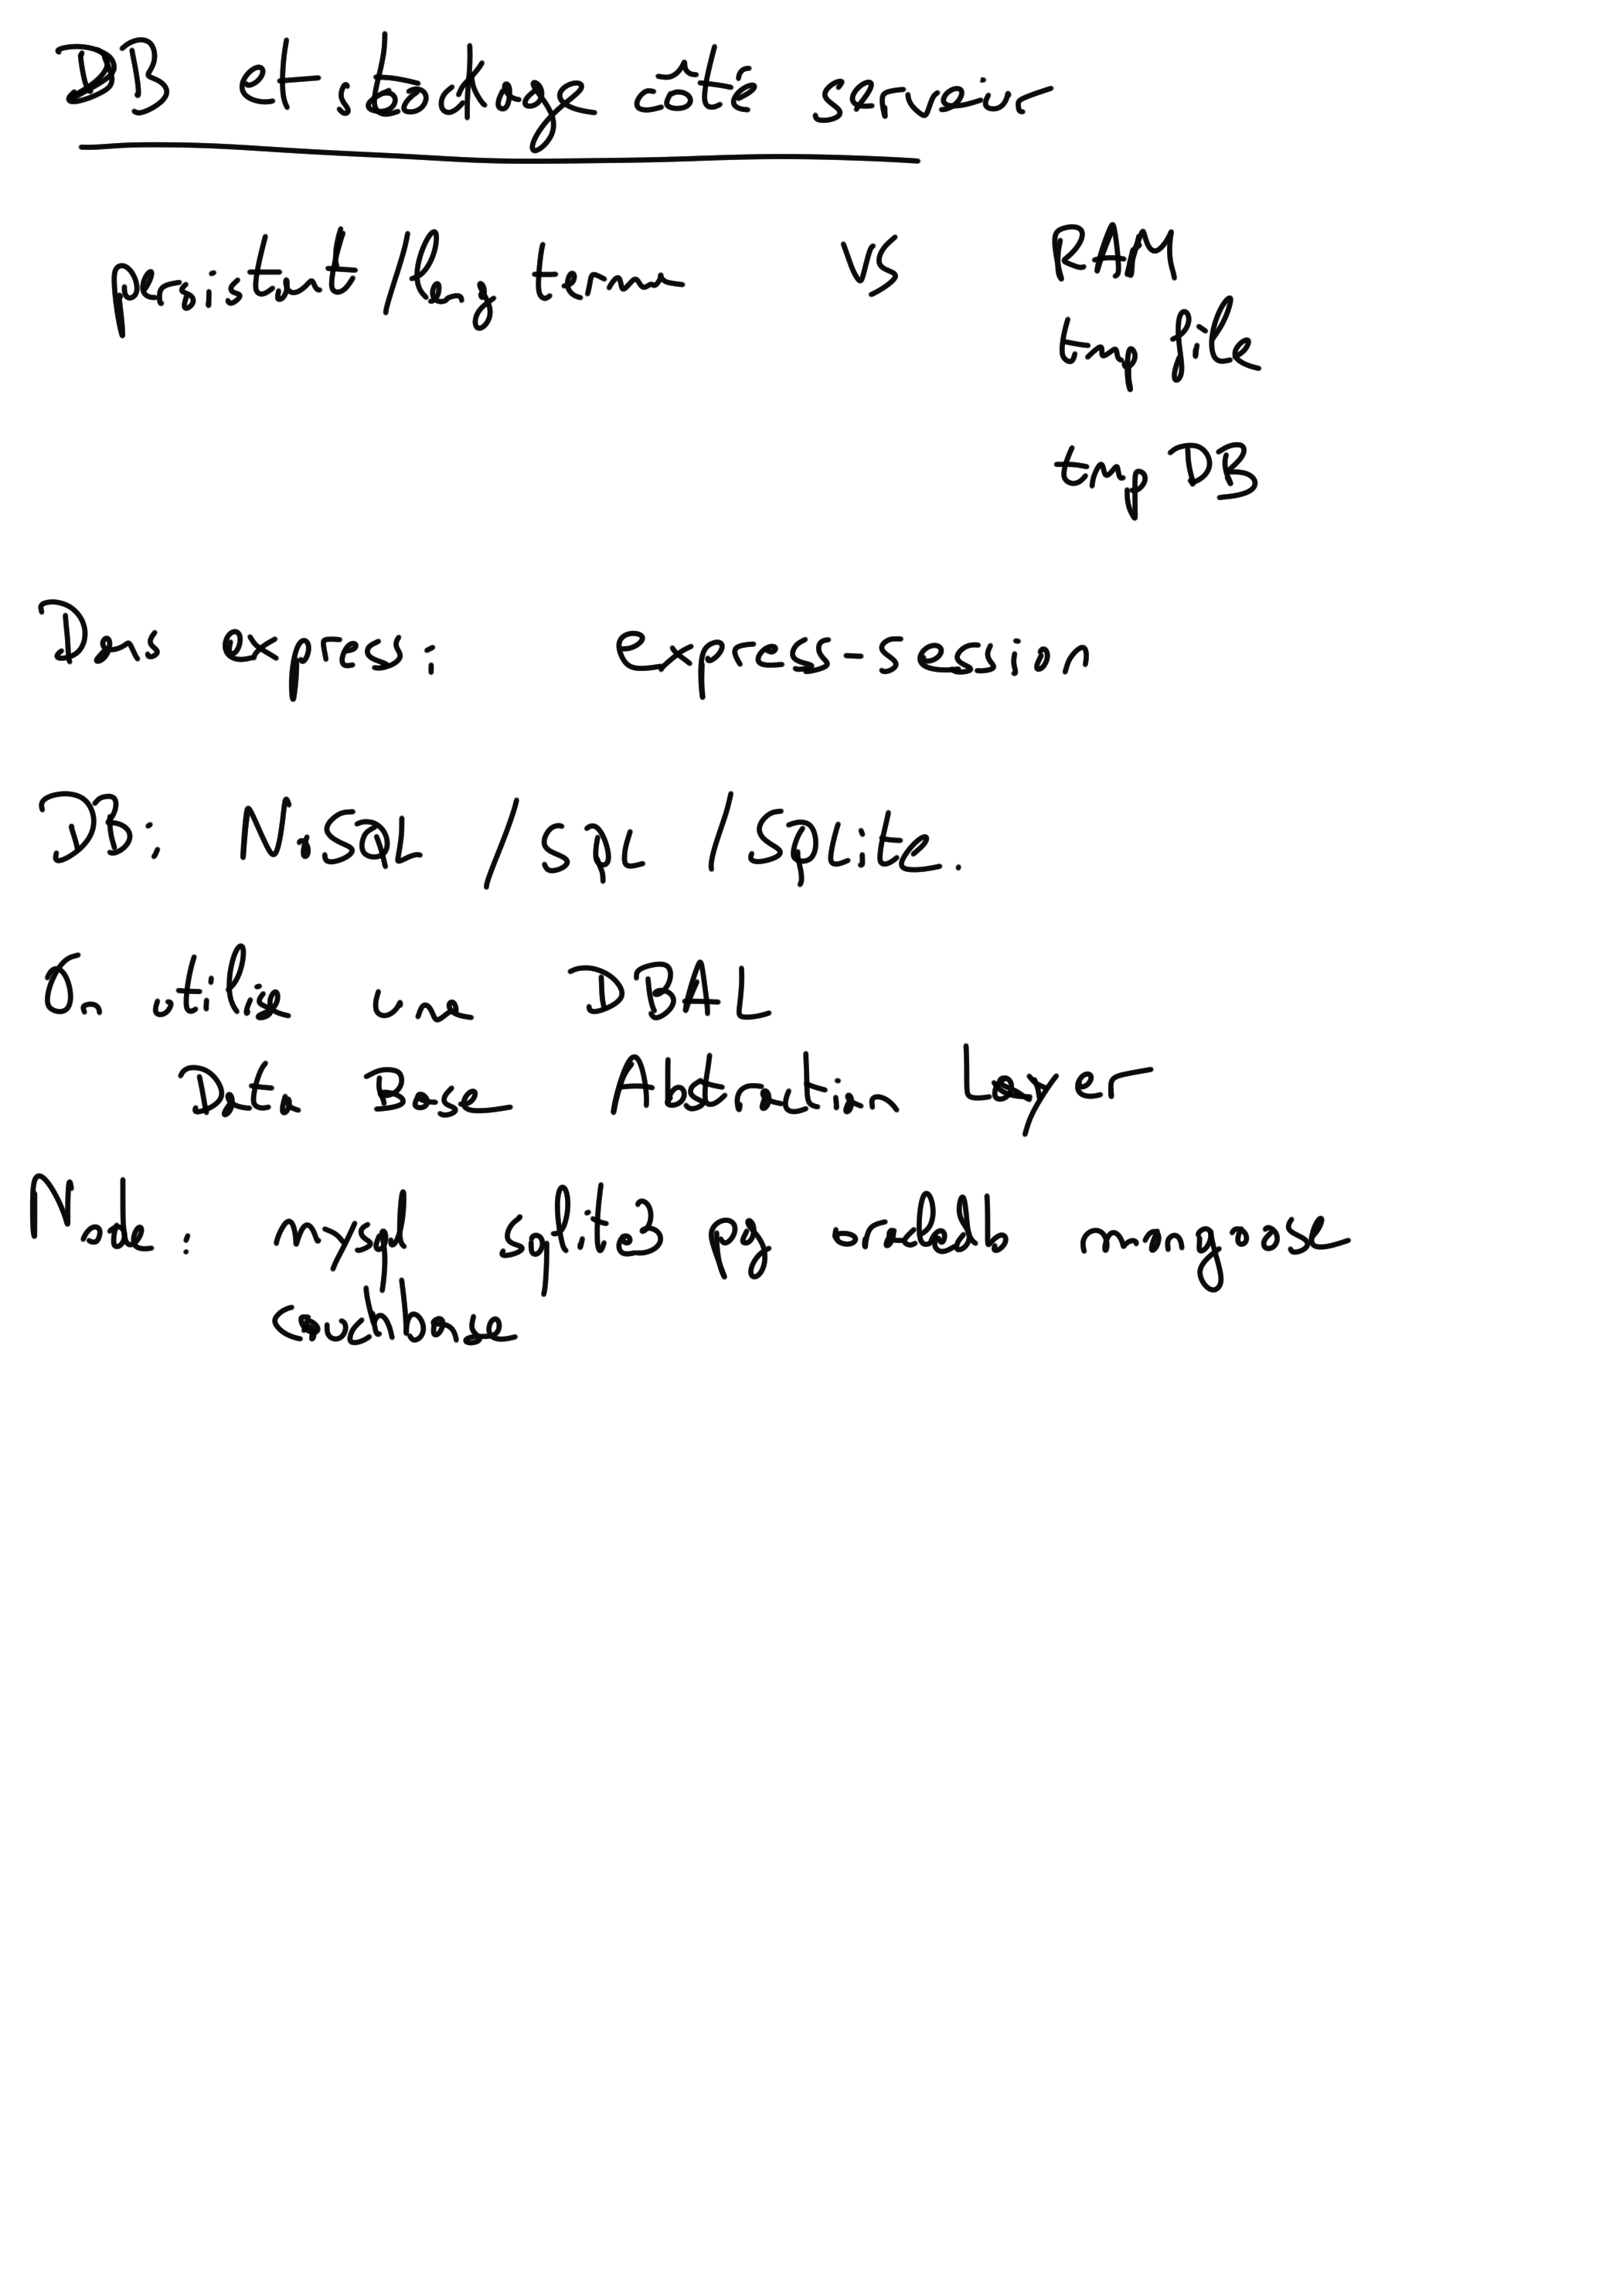 DB et stockage côté serveur
persistent / long terme VS RAM
tmp file
tmp DB
Dans express : express-session
DB : NoSQL / SQL / SQLite.
On utilise une DBAL
Data Base Abstraction Layer
Node : mysql sqlite3 pg oracledb mongoose
couchbase